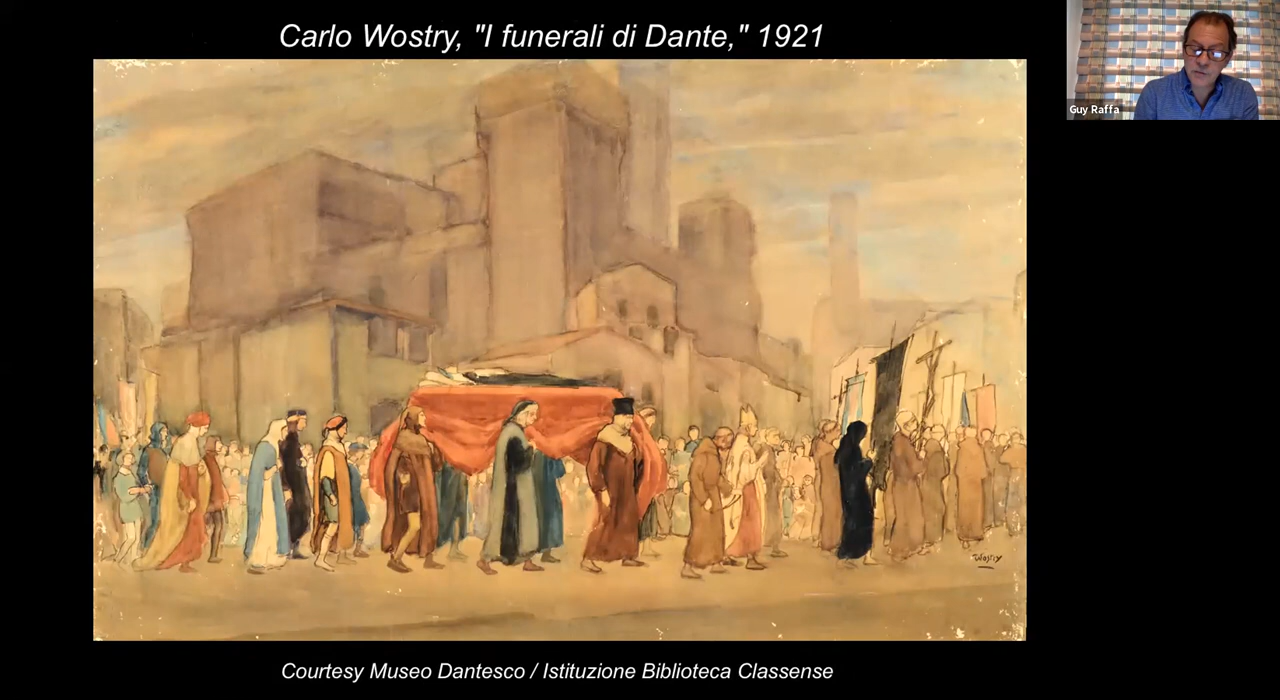 Carlo Wostry, "I funerali di Dante," 1921
Guy Raffa
Wostry
Courtesy Museo Dantesco / Istituzione Biblioteca Classense